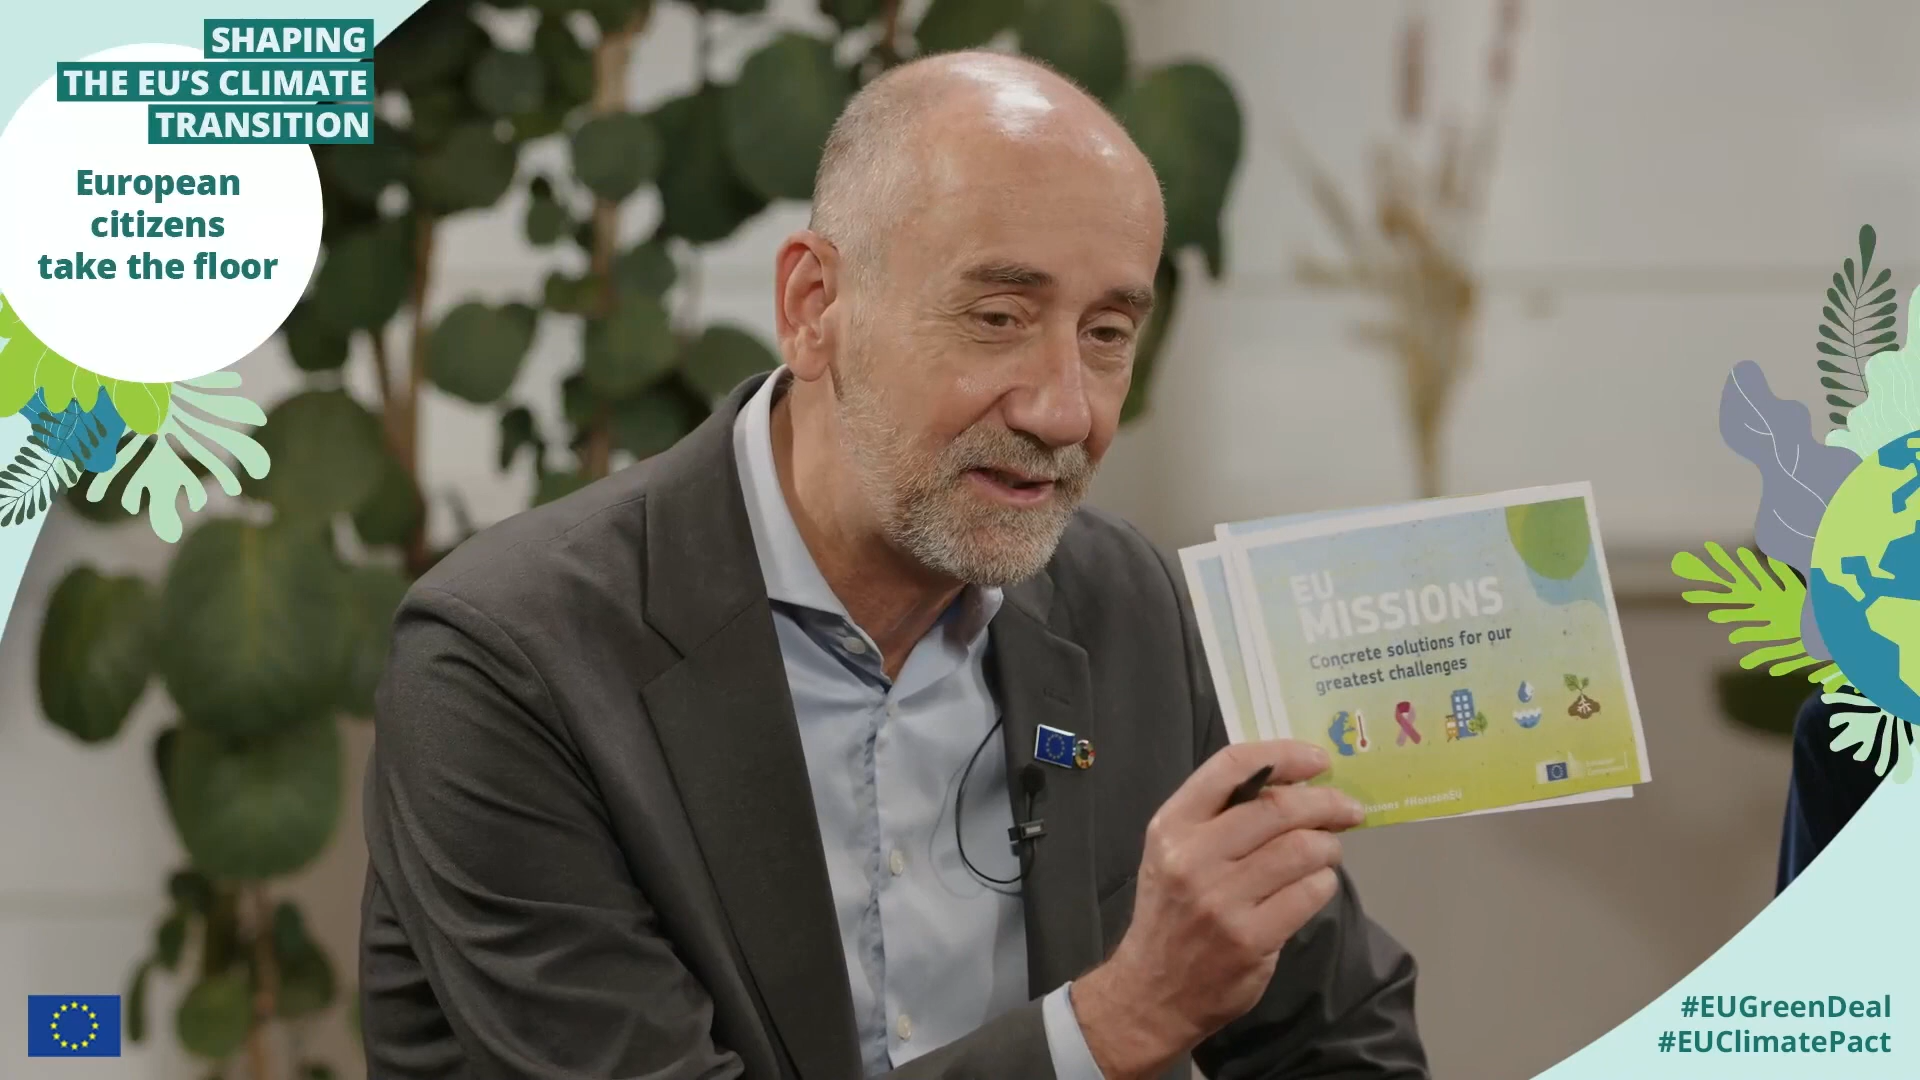 SHAPING
THE EU'S CLIMATE
TRANSITION
European
citizens
take the floor
EU
MISSIONS
Concrete solutions for our
greatest challenges
#HorizonEU
#EUGreenDeal
#EUClimatePact